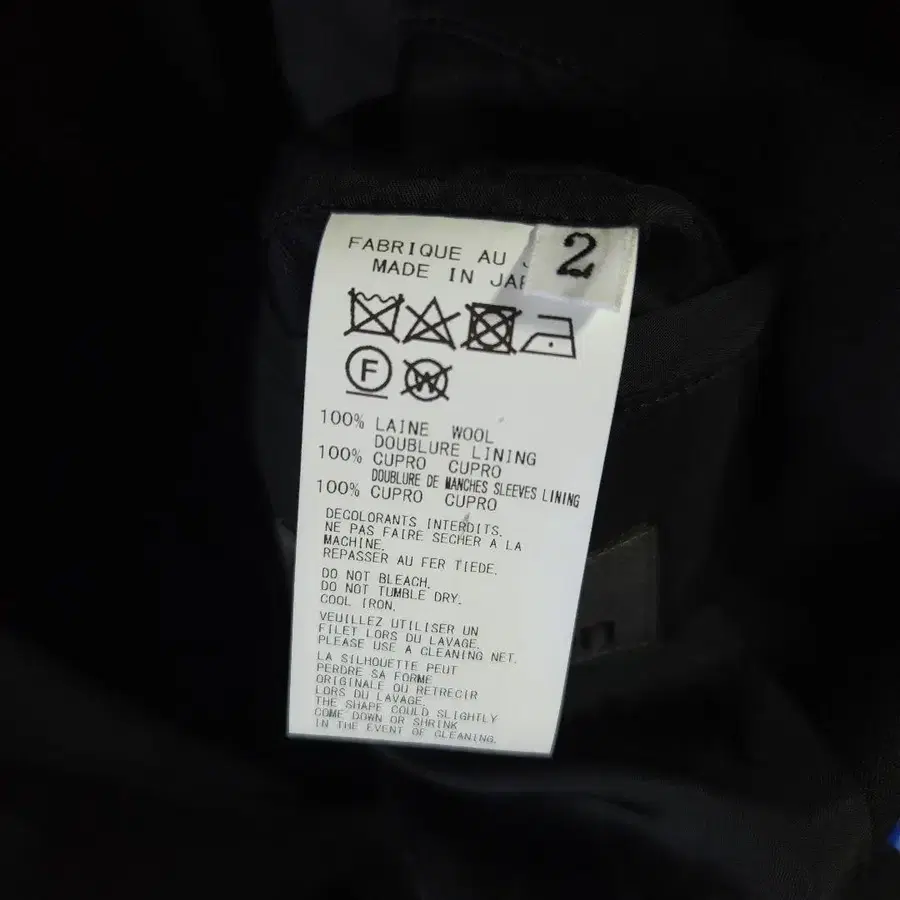 FABRIQUE AU
2
MADE IN
F
W
100% LAINE WOOL
DOUBLURE LINING
100% CUPRO CUPRO
DOUBLURE DE MANCHES SLEEVES LINING
100% CUPRO CUPRO
DECOLORANTS INTERDITS.
NE PAS FAIRE SECHER A LA
MACHINE.
REPASSER AU FER TIEDE.
DO NOT BLEACH.
DO NOT TUMBLE DRY.
COOL IRON.
VEUILLEZ UTILISER UN
FILET LORS DU LAVAGE.
PLEASE USE A CLEANING NET.
LA SILHOUETTE PEUT
PERDRE SA FORME
ORIGINALE OU RETRECIR
LORS DU LAVAGE.
THE SHAPE COULD SLIGHTLY
COME DOWN OR SHRINK
IN THE EVENT OF CLEANING.